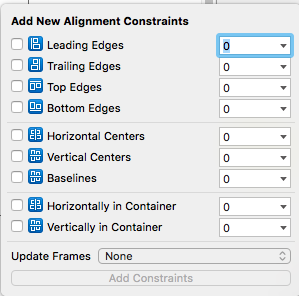 Add New Alignment Constraints
Leading Edges 0
Trailing Edges 0
Top Edges 0
Bottom Edges 0
Horizontal Centers 0
Vertical Centers 0
Baselines 0
Horizontally in Container 0
Vertically in Container 0
Update Frames None
Add Constraints